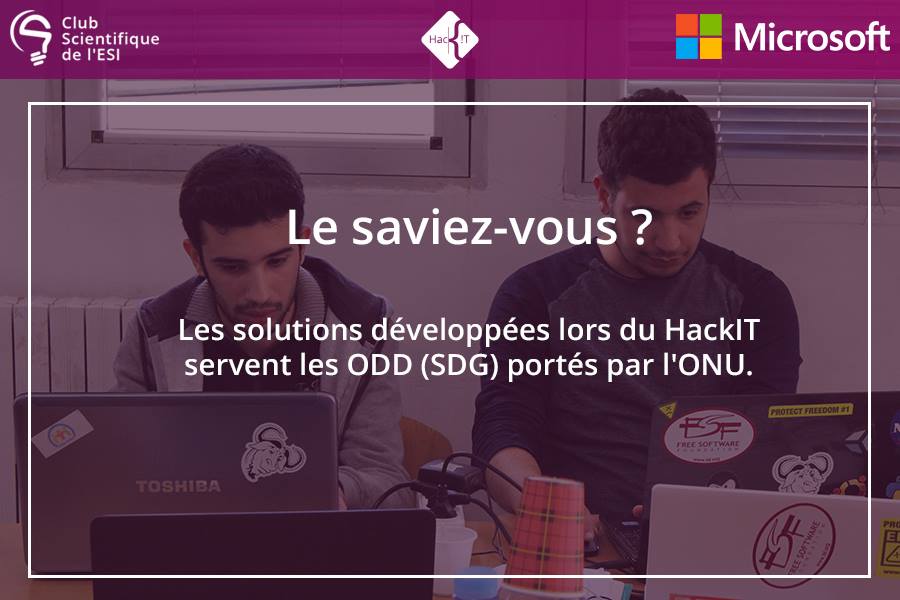 Club
Scientifique
de l'ESI
Hac{!T
Microsoft
Le saviez-vous ?
Les solutions développées lors du HackIT
servent les ODD (SDG) portés par l'ONU.
TOSHIBA
PROTECT FREEDOM #1
FSF
FREE SOFTWARE
FOUNDATION
FSF
FREE SOFTWARE